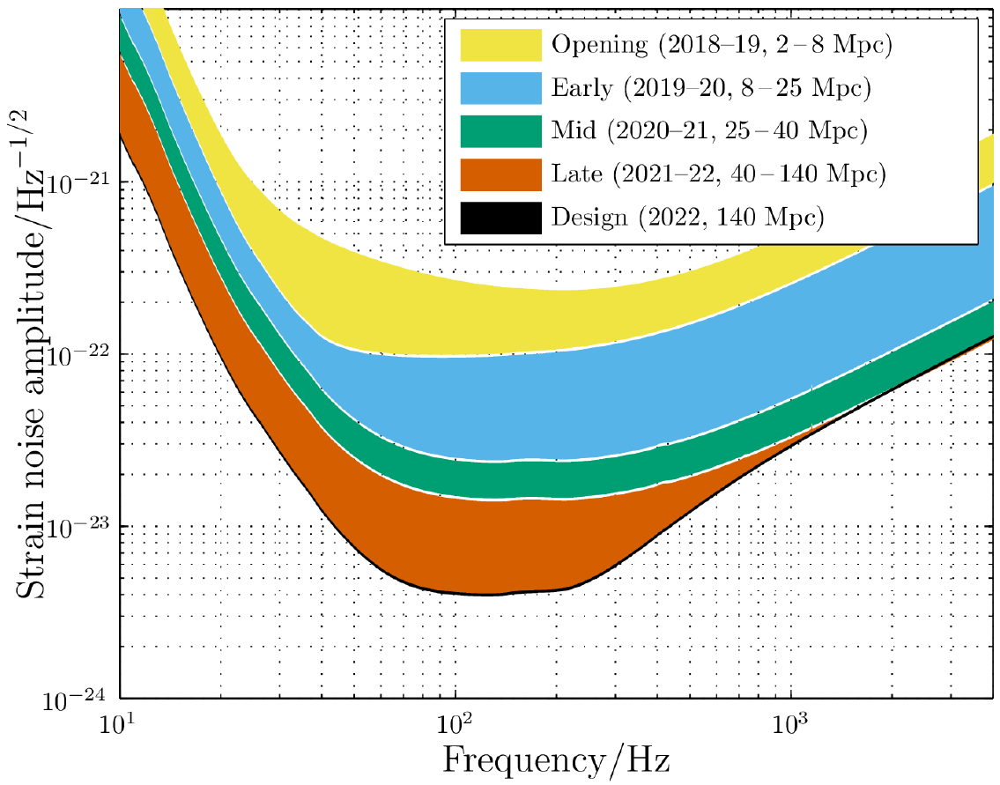 Opening (2018–19, 2 – 8 Mpc)
Early (2019–20, 8 – 25 Mpc)
Mid (2020–21, 25 – 40 Mpc)
Late (2021–22, 40 – 140 Mpc)
Design (2022, 140 Mpc)
Strain noise amplitude/Hz^{−1/2}
10^{−21}
10^{−22}
10^{−23}
10^{−24}
10^1
10^2
10^3
Frequency/Hz